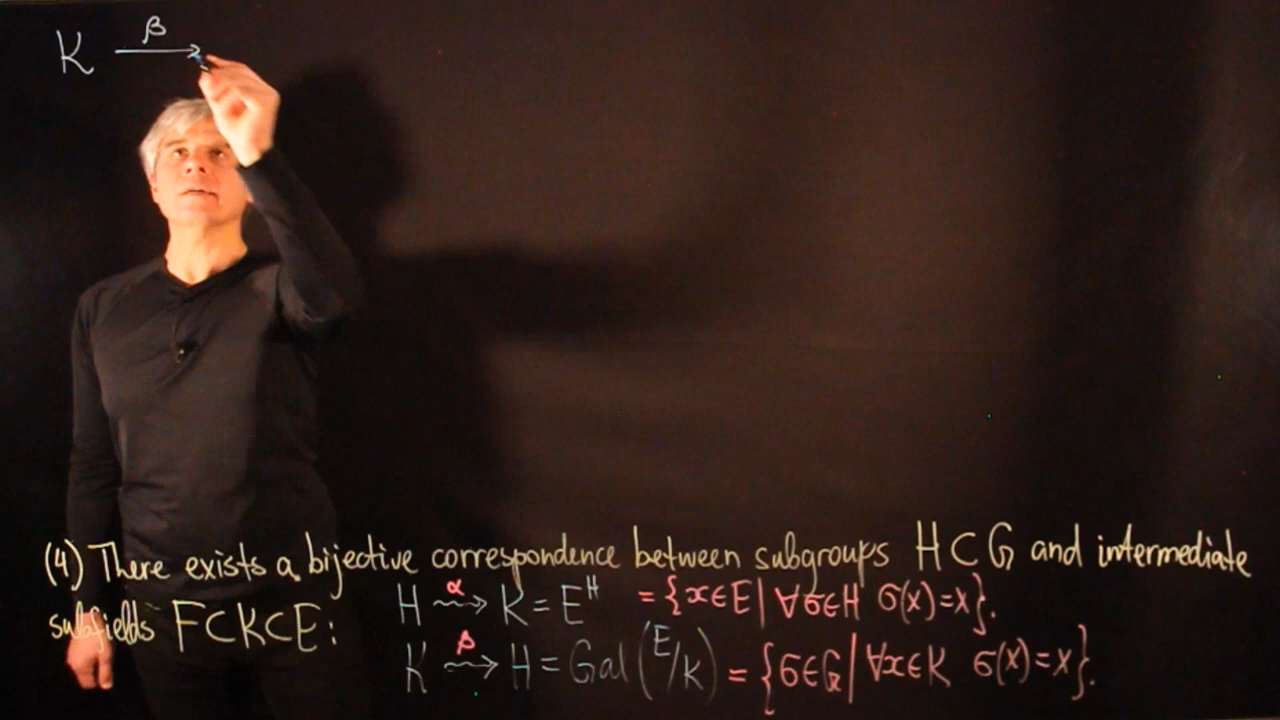 K →^β
(4) There exists a bijective correspondence between subgroups H⊂G and intermediate
subfields F⊂K⊂E: H ⇝^α K = E^H = {x∈E | ∀σ∈H σ(x)=x}.
K ⇝^β H = Gal(E/K) = {σ∈G | ∀x∈K σ(x)=x}.